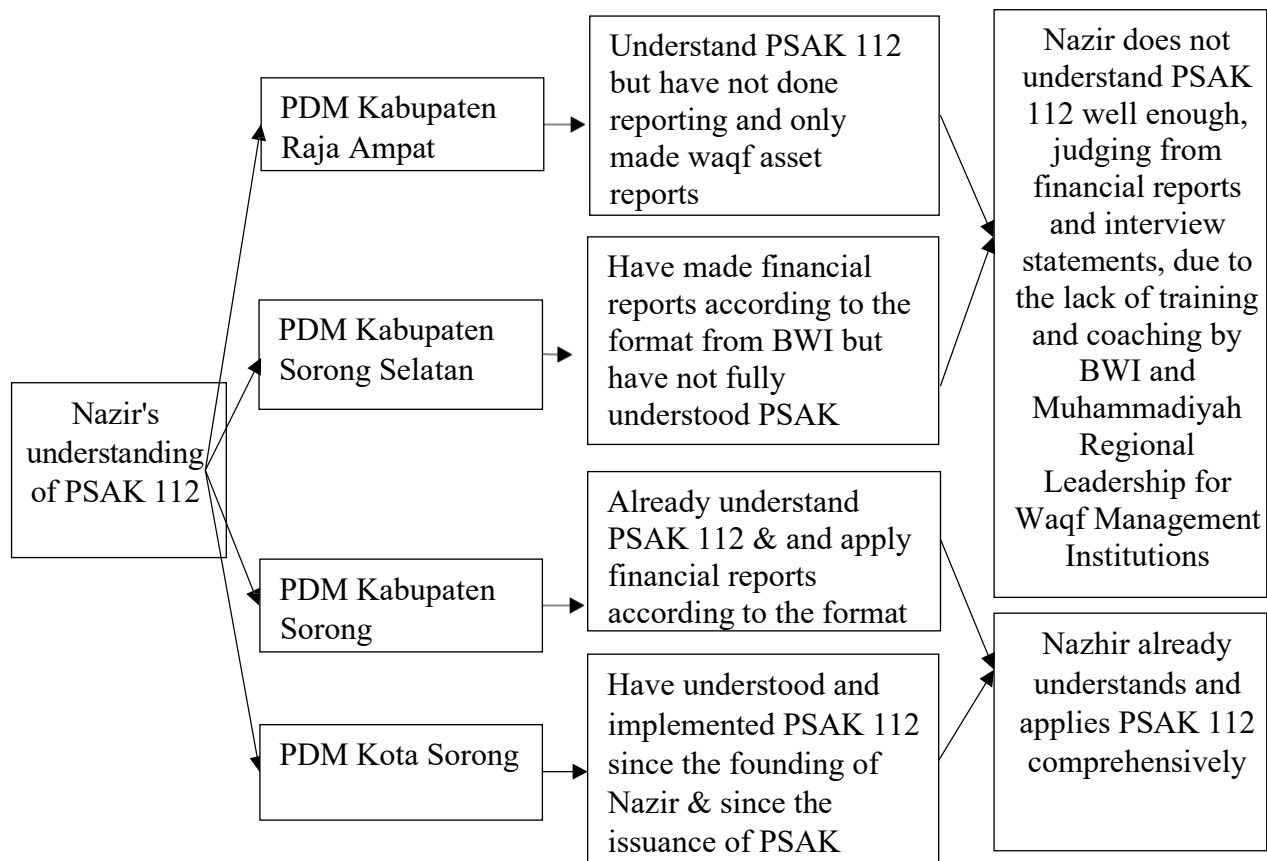 Nazir's
understanding
of PSAK 112
PDM Kabupaten
Raja Ampat
Understand PSAK 112
but have not done
reporting and only
made waqf asset
reports
PDM Kabupaten
Sorong Selatan
Have made financial
reports according to the
format from BWI but
have not fully
understood PSAK
Nazir does not
understand PSAK
112 well enough,
judging from
financial reports
and interview
statements, due to
the lack of training
and coaching by
BWI and
Muhammadiyah
Regional
Leadership for
Waqf Management
Institutions
PDM Kabupaten
Sorong
Already understand
PSAK 112 & and apply
financial reports
according to the format
PDM Kota Sorong
Have understood and
implemented PSAK 112
since the founding of
Nazir & since the
issuance of PSAK
Nazhir already
understands and
applies PSAK 112
comprehensively